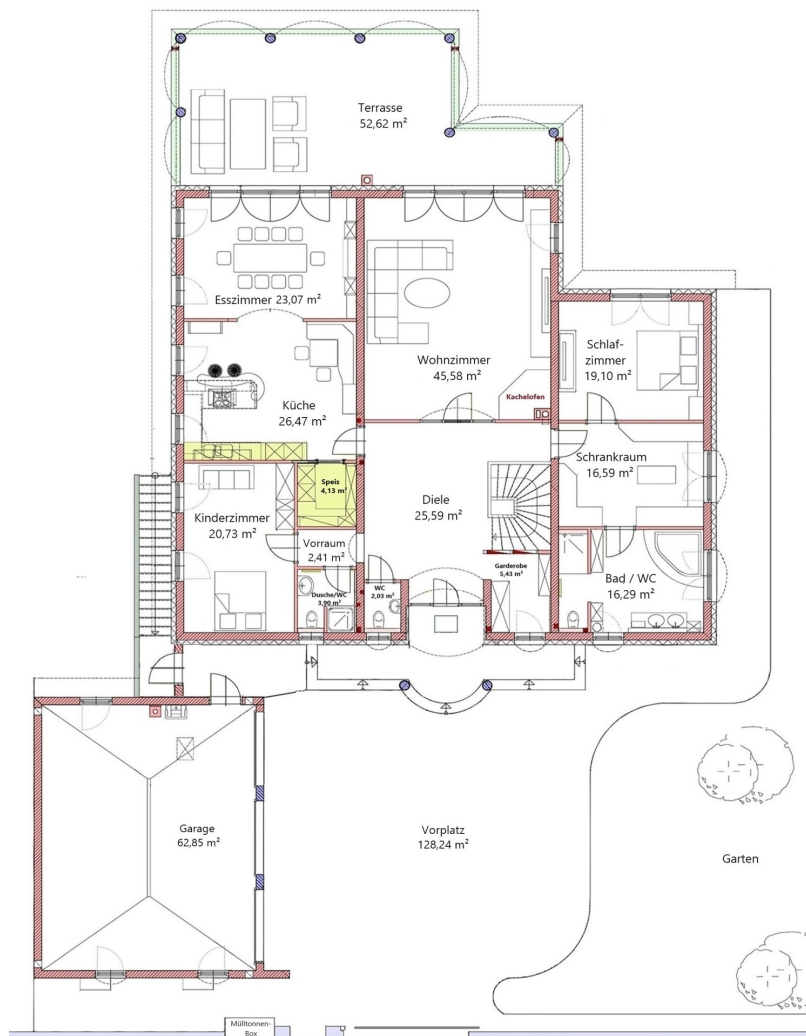 Terrasse
52,62 m²
Esszimmer 23,07 m²
Wohnzimmer
45,58 m²
Kachelofen
Schlaf-
zimmer
19,10 m²
Küche
26,47 m²
Schrankraum
16,59 m²
Speis
4,13 m²
Diele
25,59 m²
Kinderzimmer
20,73 m²
Vorraum
2,41 m²
Garderobe
5,43 m²
Bad / WC
16,29 m²
Dusche/WC
3,90 m²
WC
2,03 m²
Garage
62,85 m²
Vorplatz
128,24 m²
Garten
Mülltonnen-
Box